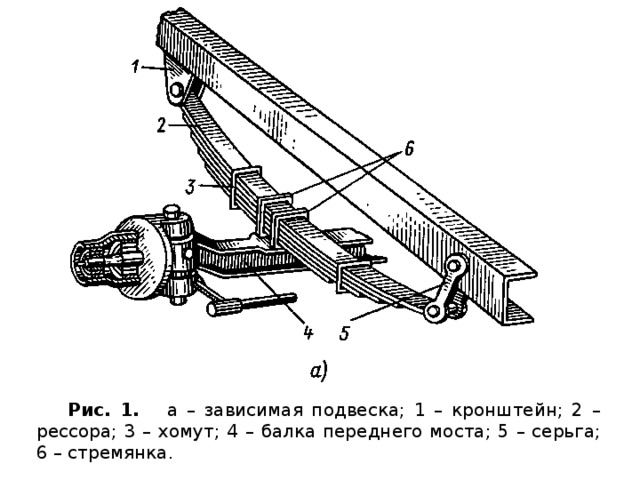 1
2
6
3
4
5
а)
Рис. 1. а – зависимая подвеска; 1 – кронштейн; 2 –
рессора; 3 – хомут; 4 – балка переднего моста; 5 – серьга;
6 – стремянка.